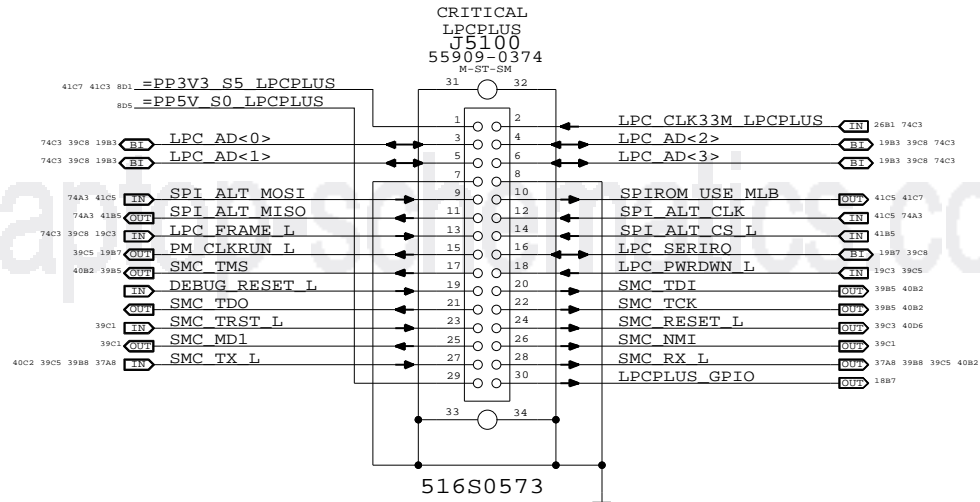 CRITICAL
LPCPLUS
J5100
55909-0374
M-ST-SM
31 32
41C7 41C3 8D1 =PP3V3_S5_LPCPLUS
8D5 =PP5V_S0_LPCPLUS
1 2 LPC_CLK33M_LPCPLUS IN 26B1 74C3
74C3 39C8 19B3 BI LPC_AD<0> 3 4 LPC_AD<2> BI 19B3 39C8 74C3
74C3 39C8 19B3 BI LPC_AD<1> 5 6 LPC_AD<3> BI 19B3 39C8 74C3
7 8
74A3 41C5 IN SPI_ALT_MOSI 9 10 SPIROM_USE_MLB OUT 41C5 41C7
74A3 41B5 OUT SPI_ALT_MISO 11 12 SPI_ALT_CLK IN 41C5 74A3
74C3 39C8 19C3 IN LPC_FRAME_L 13 14 SPI_ALT_CS_L IN 41B5
39C5 19B7 OUT PM_CLKRUN_L 15 16 LPC_SERIRQ BI 19B7 39C8
40B2 39B5 OUT SMC_TMS 17 18 LPC_PWRDWN_L IN 19C3 39C5
IN DEBUG_RESET_L 19 20 SMC_TDI OUT 39B5 40B2
OUT SMC_TDO 21 22 SMC_TCK OUT 39B5 40B2
39C1 IN SMC_TRST_L 23 24 SMC_RESET_L OUT 39C3 40D6
39C1 OUT SMC_MD1 25 26 SMC_NMI OUT 39C1
40C2 39C5 39B8 37A8 IN SMC_TX_L 27 28 SMC_RX_L OUT 37A8 39B8 39C5 40B2
29 30 LPCPLUS_GPIO OUT 18B7
33 34
516S0573